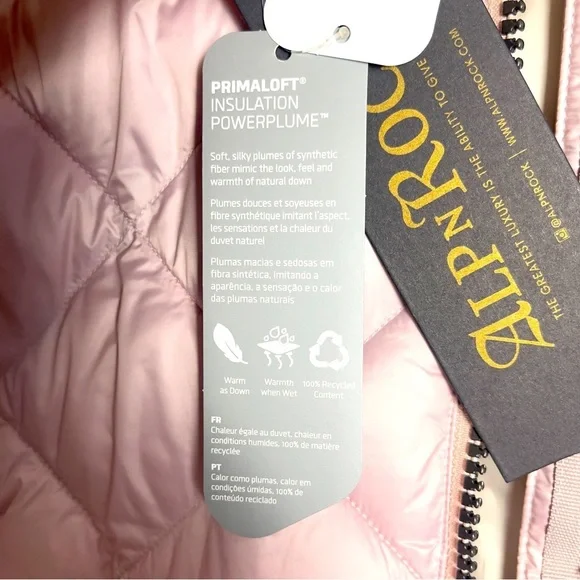 PRIMALOFT®
INSULATION
POWERPLUME™
Soft, silky plumes of synthetic
fiber mimic the look, feel and
warmth of natural down
Plumes douces et soyeuses en
fibre synthétique imitant l'aspect,
les sensations et la chaleur du
duvet naturel
Plumas macias e sedosas em
fibra sintética, imitando a
aparência, a sensação e o calor
das plumas naturais
Warm
as Down
Warmth
when Wet
100% Recycled
Content
FR
Chaleur égale au duvet, chaleur en
conditions humides, 100% de matière
recyclée
PT
Calor como plumas, calor em
condições úmidas, 100% de
conteúdo reciclado
ALP N ROC
THE GREATEST LUXURY IS THE ABILITY TO GIVE
@ALPNROCK | WWW.ALPNROCK.COM